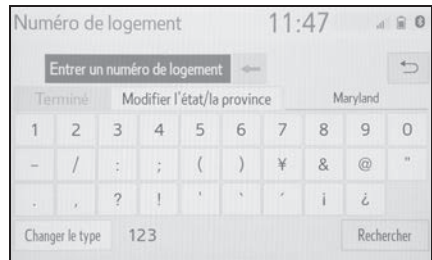 Numéro de logement 11:47 0
Entrer un numéro de logement
Terminé Modifier l'état/la province Maryland
1 2 3 4 5 6 7 8 9 0
- / : ; ( ) ¥ & @ "
. , ? ! ' ` ´ ¡ ¿
Changer le type 123 Rechercher